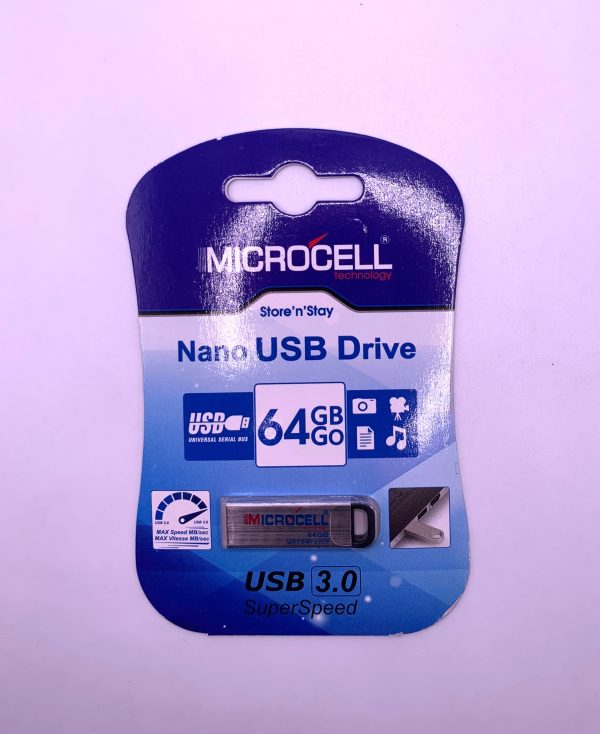 MICROCELL®
technology
Store'n'Stay
Nano USB Drive
USB
UNIVERSAL SERIAL BUS
64 GB
GO
USB 2.0
USB 3.0
MAX Speed MB/sec
MAX Vitesse MB/sec
MICROCELL
64GB
USB 3.0
SuperSpeed